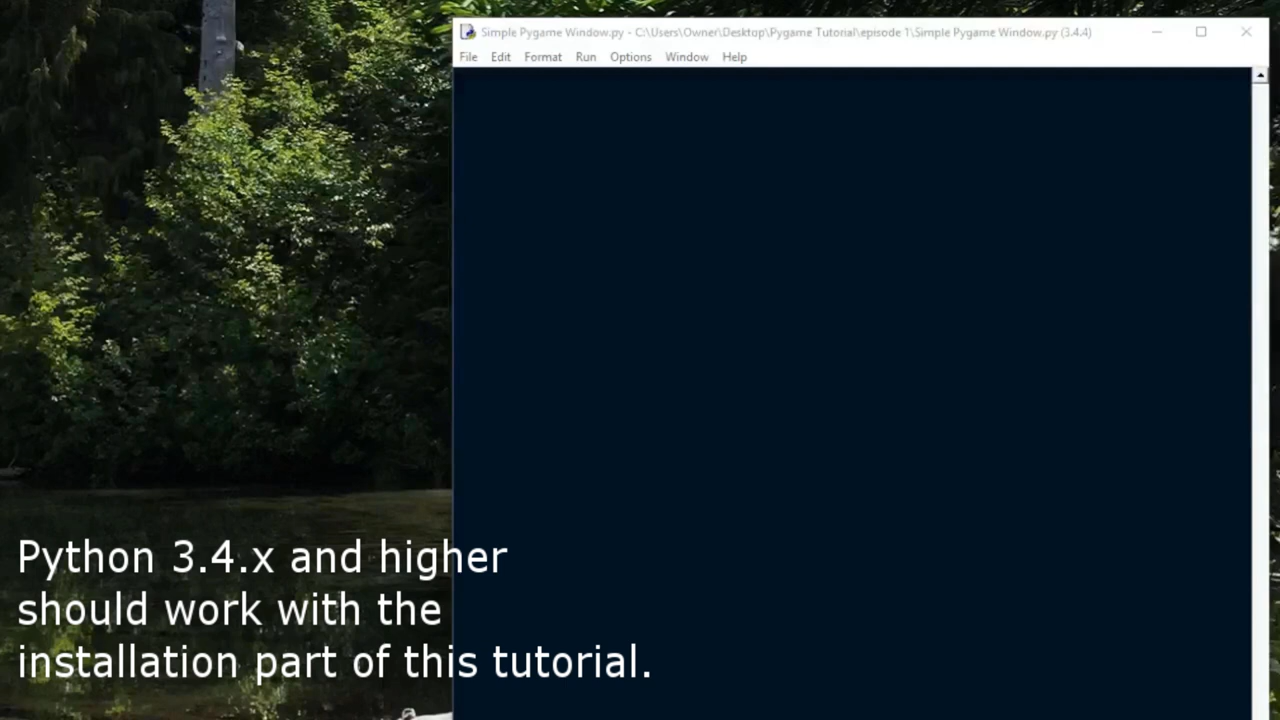 Simple Pygame Window.py - C:\Users\Owner\Desktop\Pygame Tutorial\episode 1\Simple Pygame Window.py (3.4.4)
File Edit Format Run Options Window Help
Python 3.4.x and higher
should work with the
installation part of this tutorial.